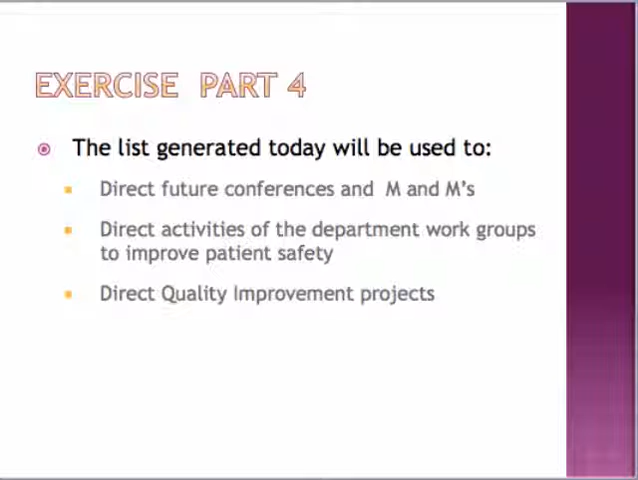 EXERCISE PART 4
The list generated today will be used to:
Direct future conferences and M and M's
Direct activities of the department work groups
to improve patient safety
Direct Quality Improvement projects